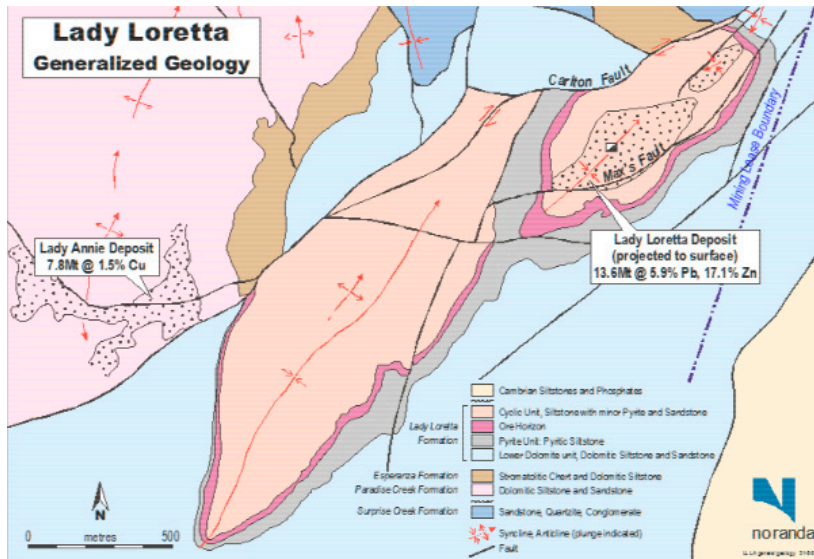 Lady Loretta
Generalized Geology
Carlton Fault
Max's Fault
Mining Lease Boundary
Lady Annie Deposit
7.8Mt @ 1.5% Cu
Lady Loretta Deposit
(projected to surface)
13.6Mt @ 5.9% Pb, 17.1% Zn
Cambrian Siltstones and Phosphates
Lady Loretta
Formation
Cyclic Unit, Siltstone with minor Pyrite and Sandstone
Ore Horizon
Pyrite Unit: Pyritic Siltstone
Lower Dolomite unit, Dolomitic Siltstone and Sandstone
Esperanza Formation
Stromatolitic Chert and Dolomitic Siltstone
Paradise Creek Formation
Dolomitic Siltstone and Sandstone
Surprise Creek Formation
Sandstone, Quartzite, Conglomerate
Syncline, Anticline (plunge indicated)
Fault
N
0 metres 500
noranda